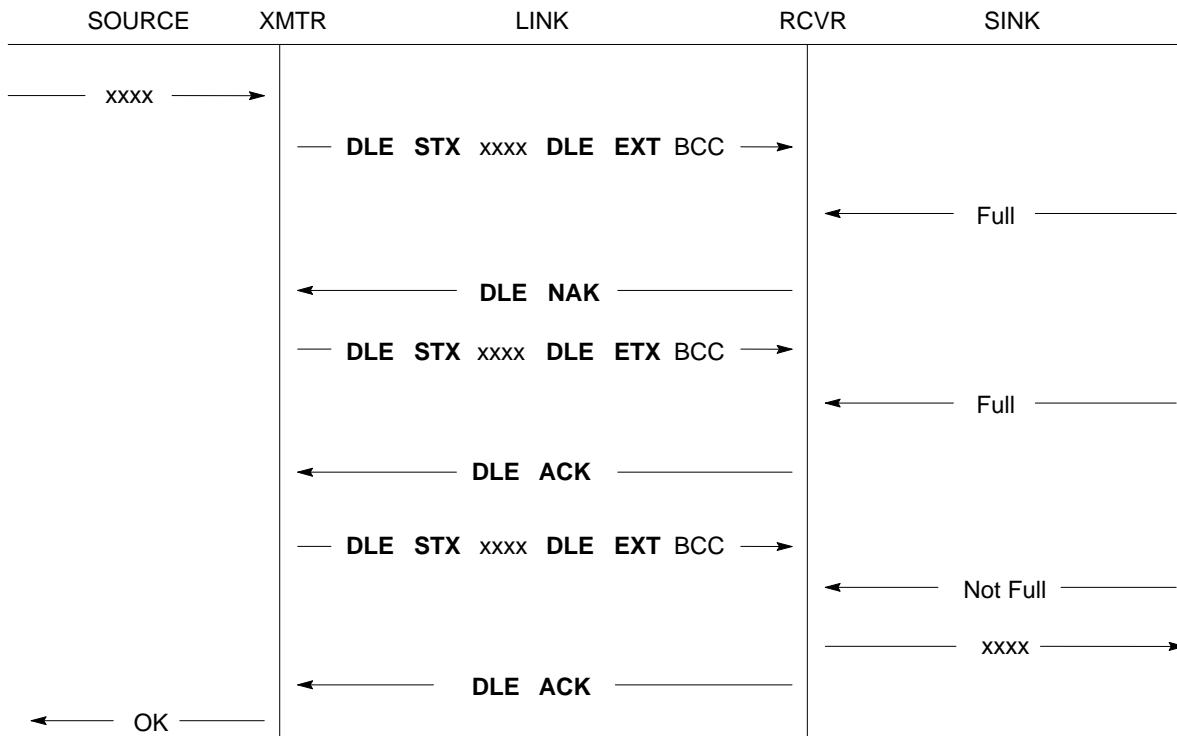 SOURCE XMTR LINK RCVR SINK
xxxx
DLE STX xxxx DLE EXT BCC
Full
DLE NAK
DLE STX xxxx DLE ETX BCC
Full
DLE ACK
DLE STX xxxx DLE EXT BCC
Not Full
xxxx
DLE ACK
OK